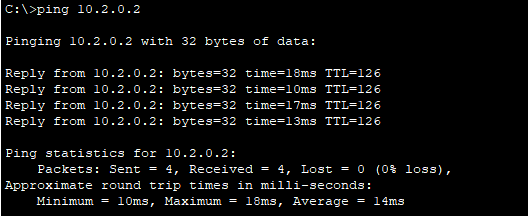 C:\>ping 10.2.0.2
Pinging 10.2.0.2 with 32 bytes of data:
Reply from 10.2.0.2: bytes=32 time=18ms TTL=126
Reply from 10.2.0.2: bytes=32 time=10ms TTL=126
Reply from 10.2.0.2: bytes=32 time=17ms TTL=126
Reply from 10.2.0.2: bytes=32 time=13ms TTL=126
Ping statistics for 10.2.0.2:
Packets: Sent = 4, Received = 4, Lost = 0 (0% loss),
Approximate round trip times in milli-seconds:
Minimum = 10ms, Maximum = 18ms, Average = 14ms